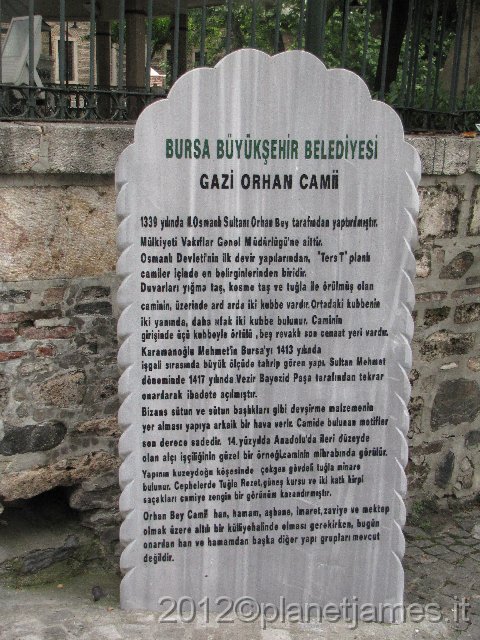 BURSA BÜYÜKŞEHİR BELEDİYESİ
GAZİ ORHAN CAMİİ
1339 yılında II.Osmanlı Sultanı Orhan Bey tarafından yaptırılmıştır.
Mülkiyeti Vakıflar Genel Müdürlüğü'ne aittir.
Osmanlı Devleti'nin ilk devir yapılarından, "Ters T" planlı
camiler içinde en belirginlerinden biridir.
Duvarları yığma taş, kesme taş ve tuğla ile örülmüş olan
caminin, üzerinde ard arda iki kubbe vardır. Ortadaki kubbenin
iki yanında, daha ufak iki kubbe bulunur. Caminin
girişinde üçü kubbeyle örtülü ,beş revaklı son cemaat yeri vardır.
Karamanoğlu Mehmet'in Bursa'yı 1413 yılında
işgali sırasında büyük ölçüde tahrip gören yapı, Sultan Mehmet
döneminde 1417 yılında Vezir Bayezid Paşa tarafından tekrar
onarılarak ibadete açılmıştır.
Bizans sütun ve sütun başlıkları gibi devşirme malzemenin
yer alması yapıya arkaik bir hava verir. Camide bulunan motifler
son derece sadedir. 14. yüzyılda Anadolu'da ileri düzeyde
olan alçı işçiliğinin güzel bir örneği,caminin mihrabında görülür.
Yapının kuzeydoğu köşesinde çokgen gövdeli tuğla minare
bulunur. Cephelerde Tuğla Rozet,güneş kursu ve iki katlı kirpi
saçakları camiye zengin bir görünüm kazandırmıştır.
Orhan Bey Camii han, hamam, aşhane, imaret, zaviye ve mektep
olmak üzere altılı bir külliyehalinde olması gerekirken, bugün
onarılan han ve hamamdan başka diğer yapı grupları mevcut
değildir.
2012©planetjames.it